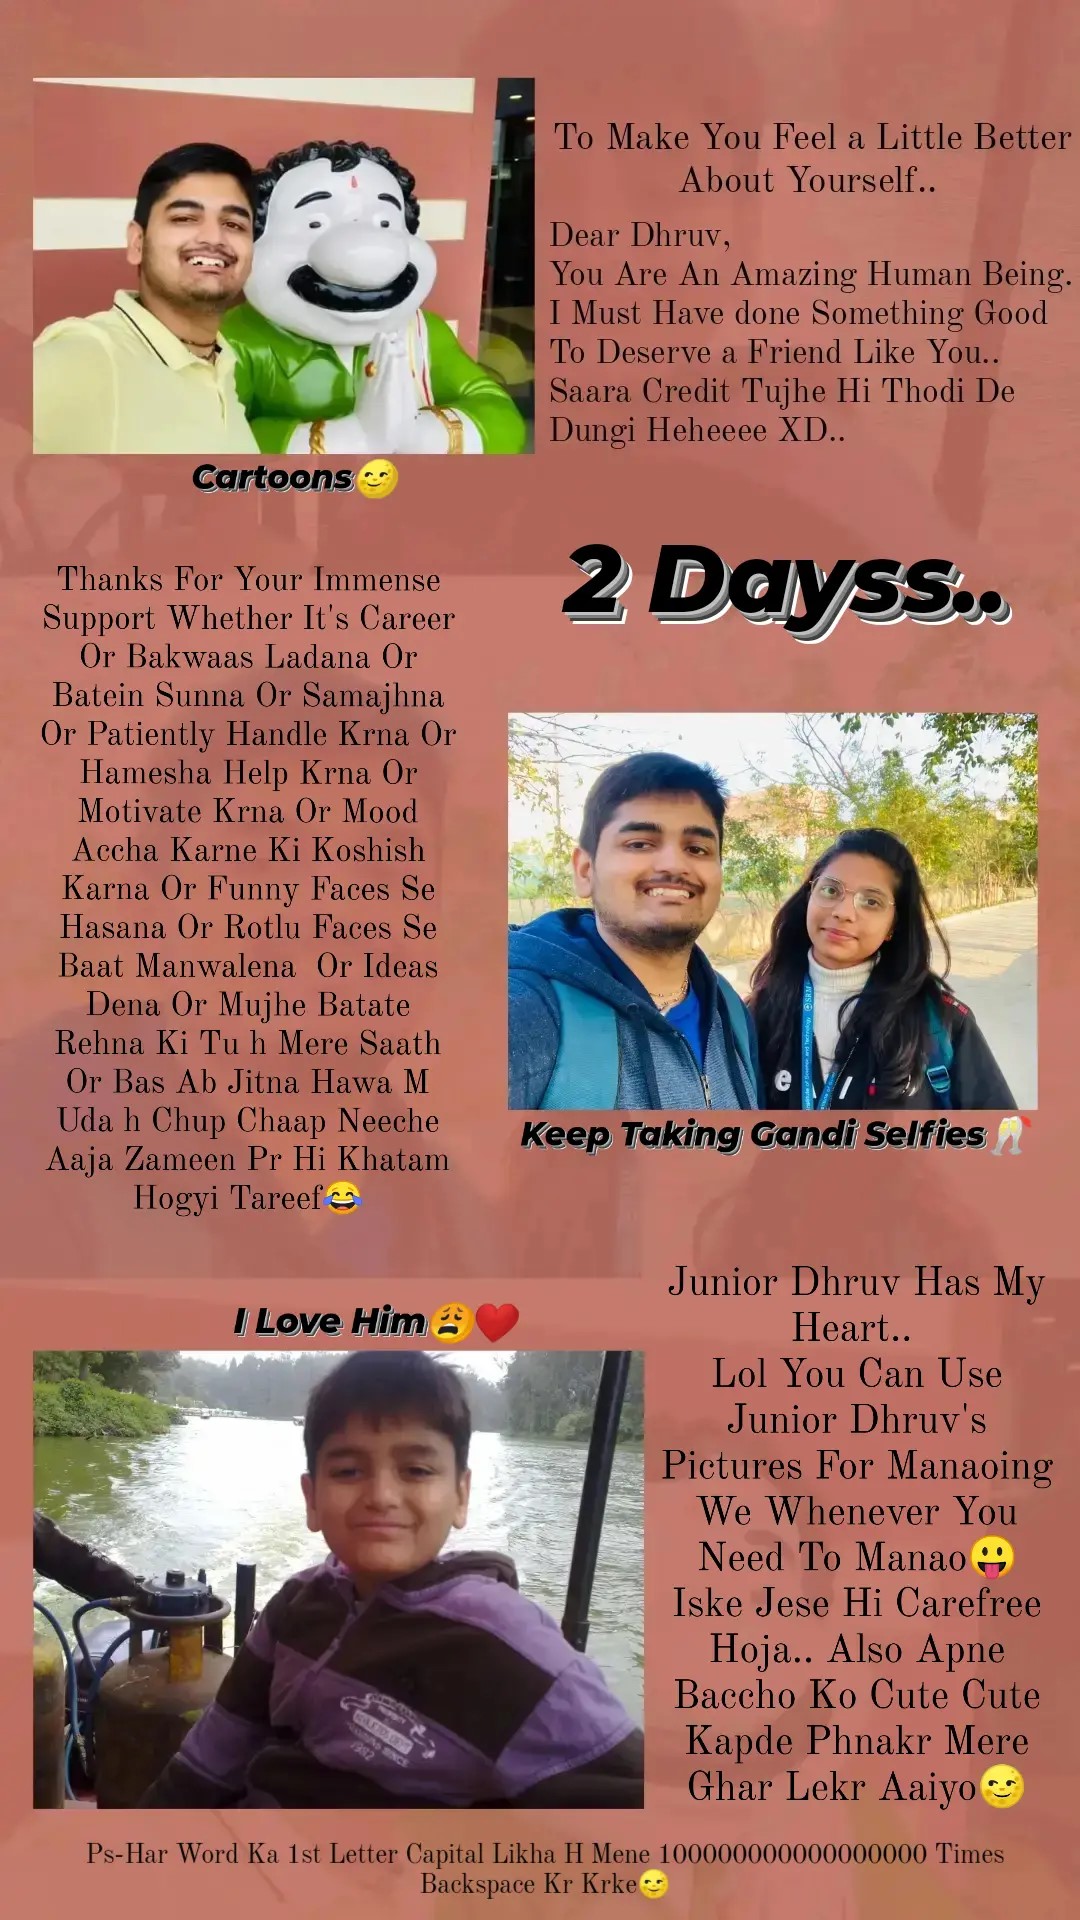 To Make You Feel a Little Better
About Yourself..
Dear Dhruv,
You Are An Amazing Human Being.
I Must Have done Something Good
To Deserve a Friend Like You..
Saara Credit Tujhe Hi Thodi De
Dungi Heheeee XD..
Cartoons🌝
2 Dayss..
Thanks For Your Immense
Support Whether It's Career
Or Bakwaas Ladana Or
Batein Sunna Or Samajhna
Or Patiently Handle Krna Or
Hamesha Help Krna Or
Motivate Krna Or Mood
Accha Karne Ki Koshish
Karna Or Funny Faces Se
Hasana Or Rotlu Faces Se
Baat Manwalena  Or Ideas
Dena Or Mujhe Batate
Rehna Ki Tu h Mere Saath
Or Bas Ab Jitna Hawa M
Uda h Chup Chaap Neeche
Aaja Zameen Pr Hi Khatam
Hogyi Tareef😂
SRM
Keep Taking Gandi Selfies🥂
I Love Him😩❤️
1992
Junior Dhruv Has My
Heart..
Lol You Can Use
Junior Dhruv's
Pictures For Manaoing
We Whenever You
Need To Manao😛
Iske Jese Hi Carefree
Hoja.. Also Apne
Baccho Ko Cute Cute
Kapde Phnakr Mere
Ghar Lekr Aaiyo🌝
Ps-Har Word Ka 1st Letter Capital Likha H Mene 100000000000000000 Times
Backspace Kr Krke🌝